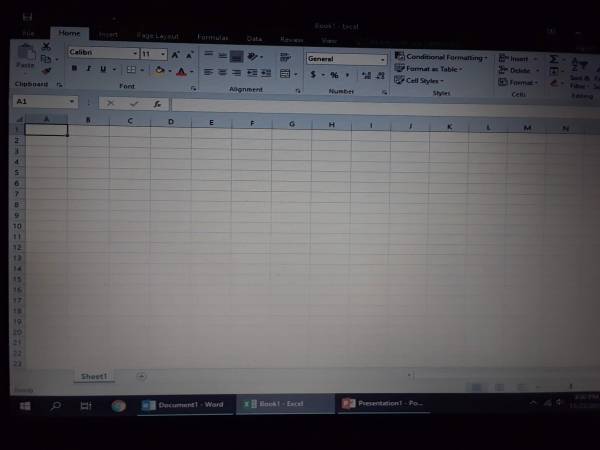 Book1 - Excel
File Home Insert Page Layout Formulas Data Review View
Paste
Clipboard
Calibri 11 A A
B I U A
Font
Alignment
General
$ % ,
Number
Conditional Formatting
Format as Table
Cell Styles
Styles
Insert
Delete
Format
Cells
Σ
Sort &
Filter
Editing
A1 fx
A B C D E F G H I J K L M N
1
2
3
4
5
6
7
8
9
10
11
12
13
14
15
16
17
18
19
20
21
22
23
Sheet1
Document1 - Word
Book1 - Excel
Presentation1 - Po...